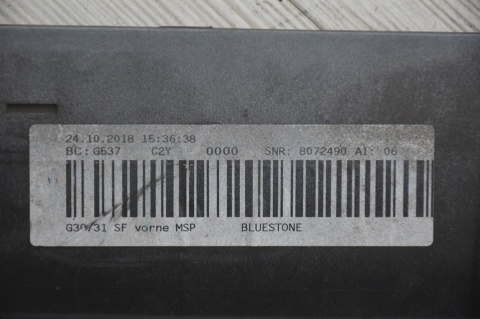 24.10.2018 15:36:38
BC: G537 C2Y 0000 SNR: 8072490 AI: 06
G30/31 SF vorne MSP BLUESTONE